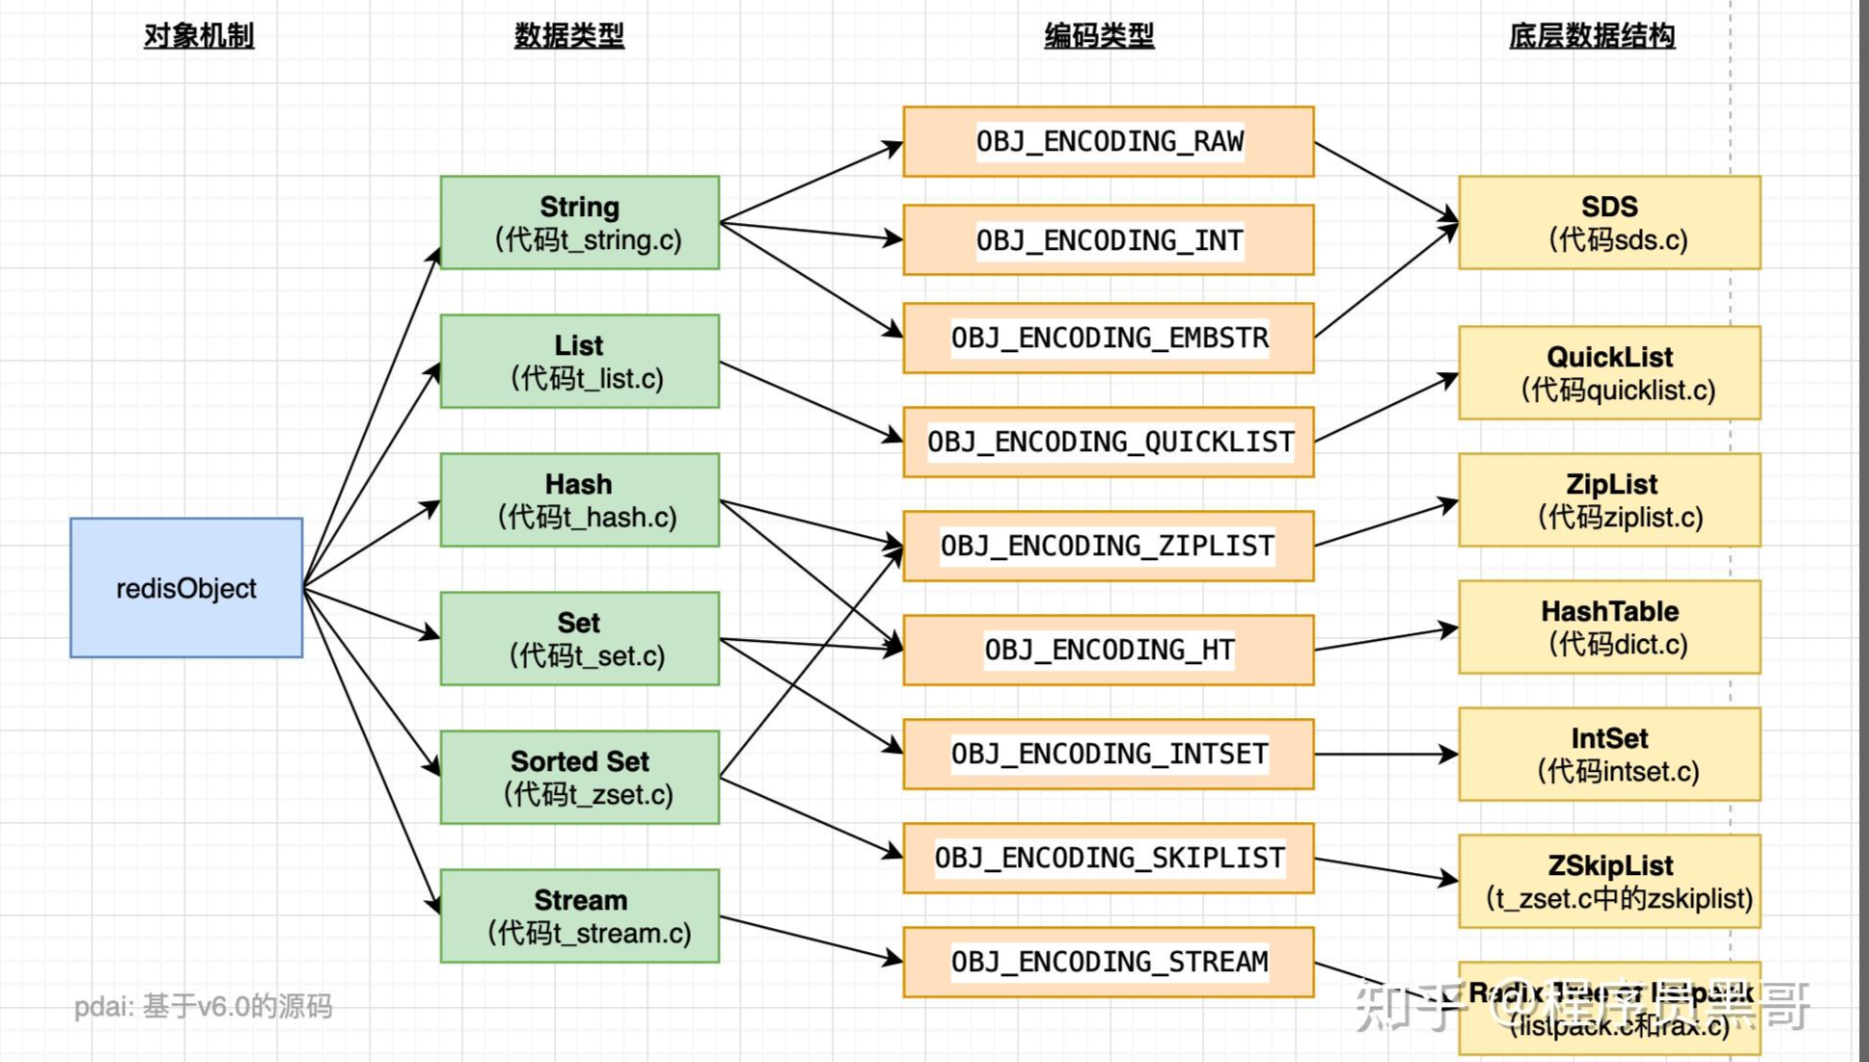 对象机制
数据类型
编码类型
底层数据结构
redisObject
String
(代码t_string.c)
List
(代码t_list.c)
Hash
(代码t_hash.c)
Set
(代码t_set.c)
Sorted Set
(代码t_zset.c)
Stream
(代码t_stream.c)
OBJ_ENCODING_RAW
OBJ_ENCODING_INT
OBJ_ENCODING_EMBSTR
OBJ_ENCODING_QUICKLIST
OBJ_ENCODING_ZIPLIST
OBJ_ENCODING_HT
OBJ_ENCODING_INTSET
OBJ_ENCODING_SKIPLIST
OBJ_ENCODING_STREAM
SDS
(代码sds.c)
QuickList
(代码quicklist.c)
ZipList
(代码ziplist.c)
HashTable
(代码dict.c)
IntSet
(代码intset.c)
ZSkipList
(t_zset.c中的zskiplist)
Radix Tree or listpack
(listpack.c和rax.c)
pdai: 基于v6.0的源码
知乎 @程序员黑哥